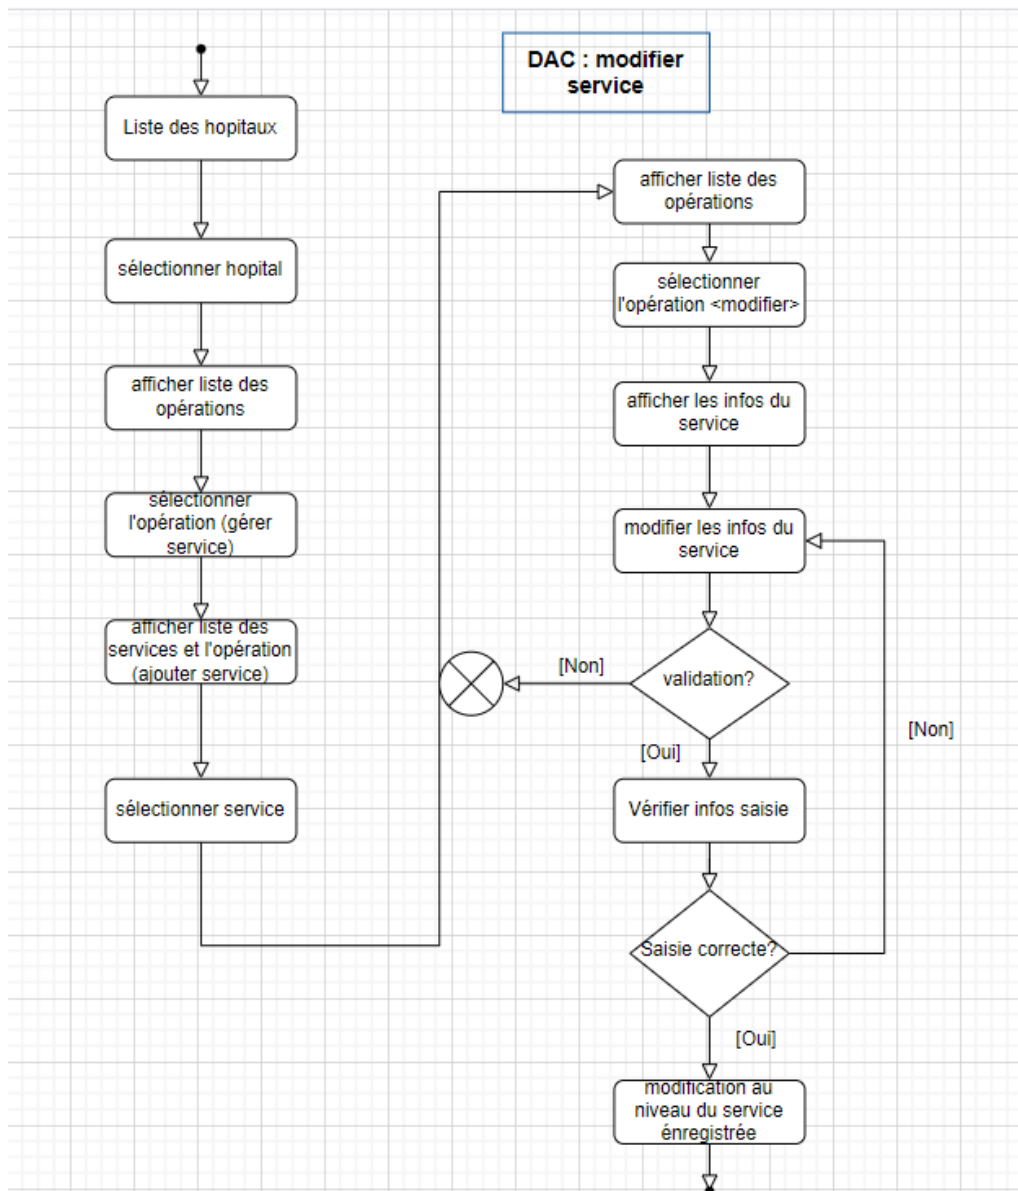 DAC : modifier
service
Liste des hopitaux
sélectionner hopital
afficher liste des
opérations
sélectionner
l'opération (gérer
service)
afficher liste des
services et l'opération
(ajouter service)
sélectionner service
afficher liste des
opérations
sélectionner
l'opération <modifier>
afficher les infos du
service
modifier les infos du
service
validation?
[Non]
[Oui]
Vérifier infos saisie
Saisie correcte?
[Non]
[Oui]
modification au
niveau du service
énregistrée